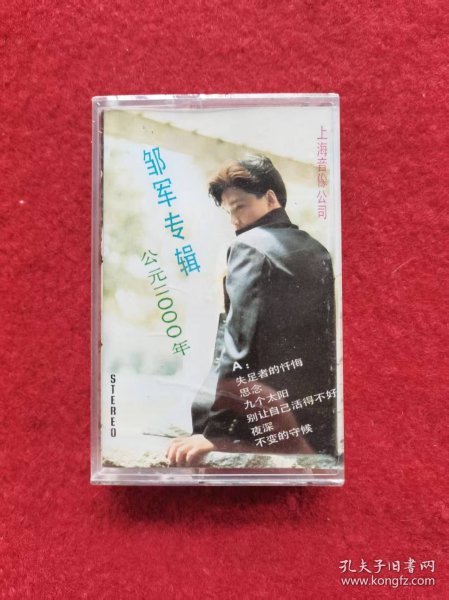 邹军专辑
公元二000年
上海音像公司
STEREO
A:
失足者的忏悔
思念
九个太阳
别让自己活得不好
夜深
不变的守候
孔夫子旧书网
www.kongfz.com